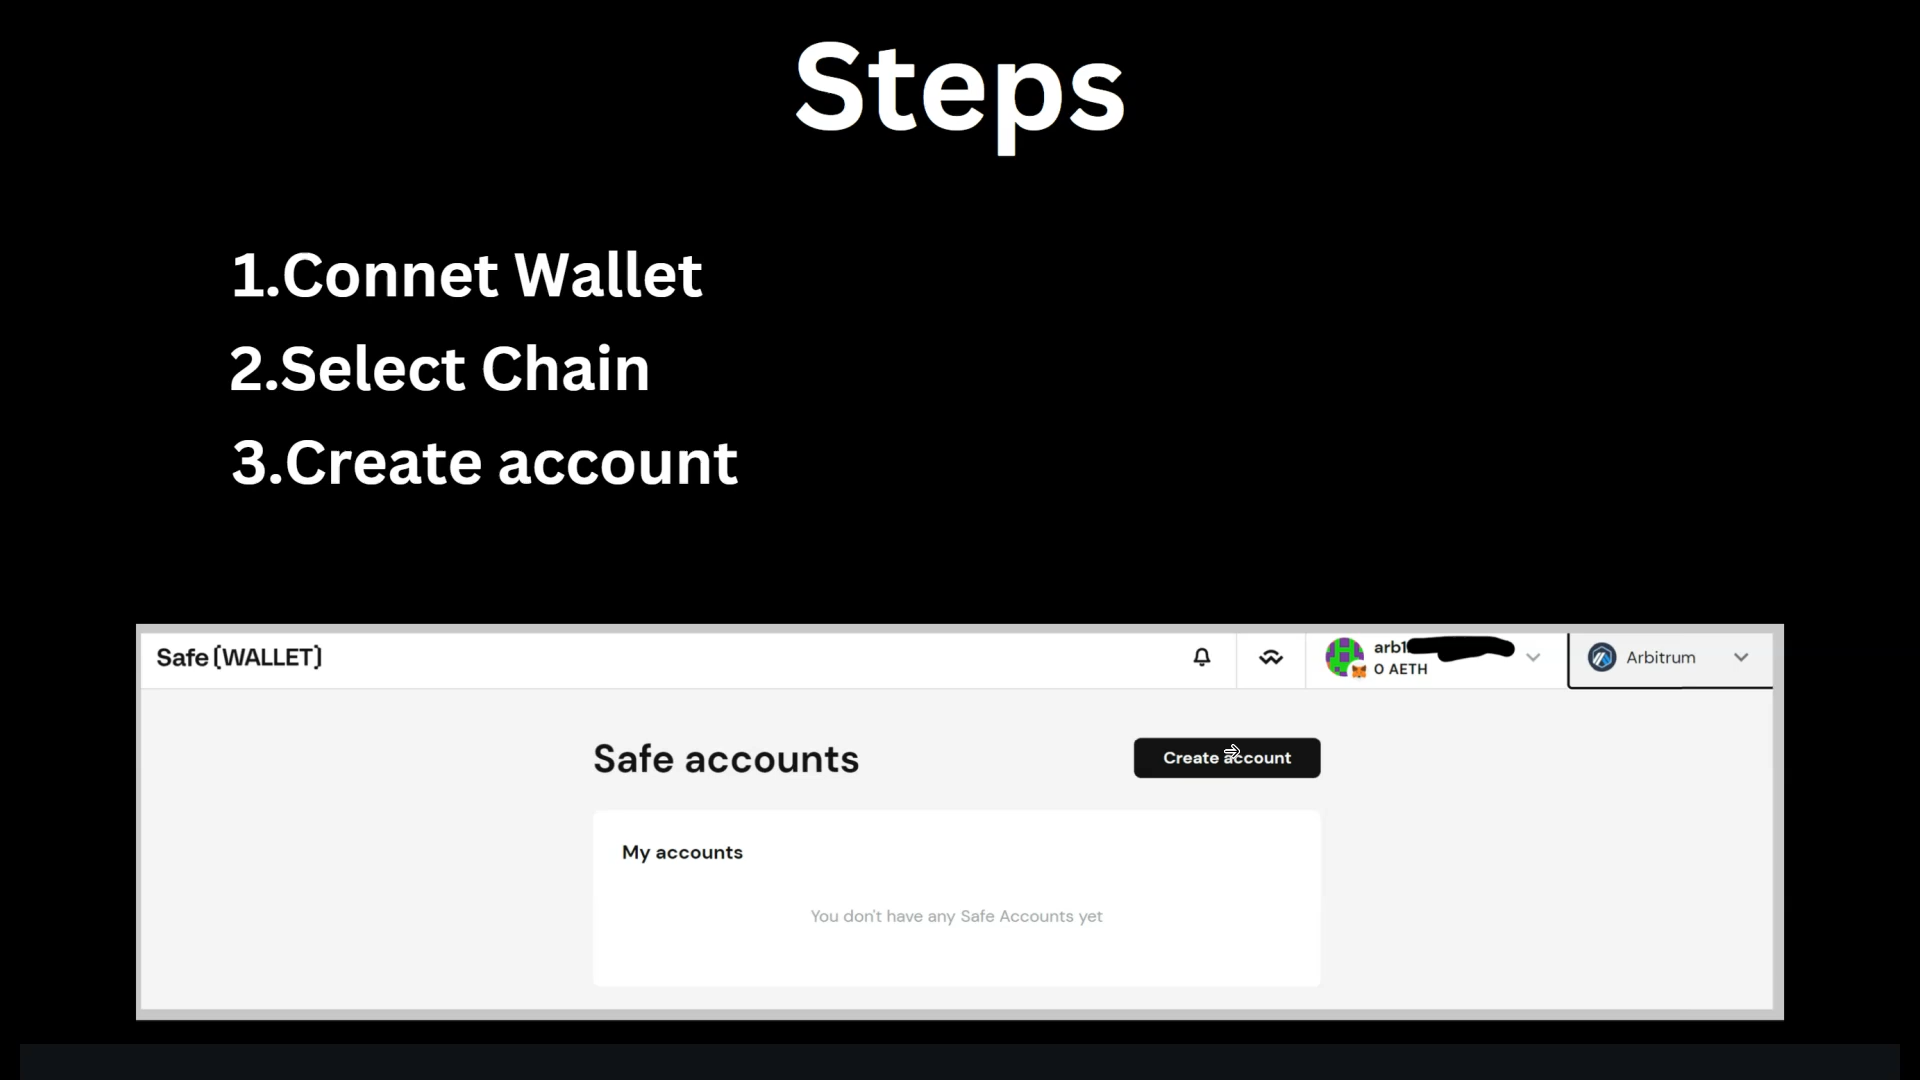 Steps
1.Connet Wallet
2.Select Chain
3.Create account
Safe{WALLET}
arb1
0 AETH
Arbitrum
Safe accounts
Create account
My accounts
You don't have any Safe Accounts yet